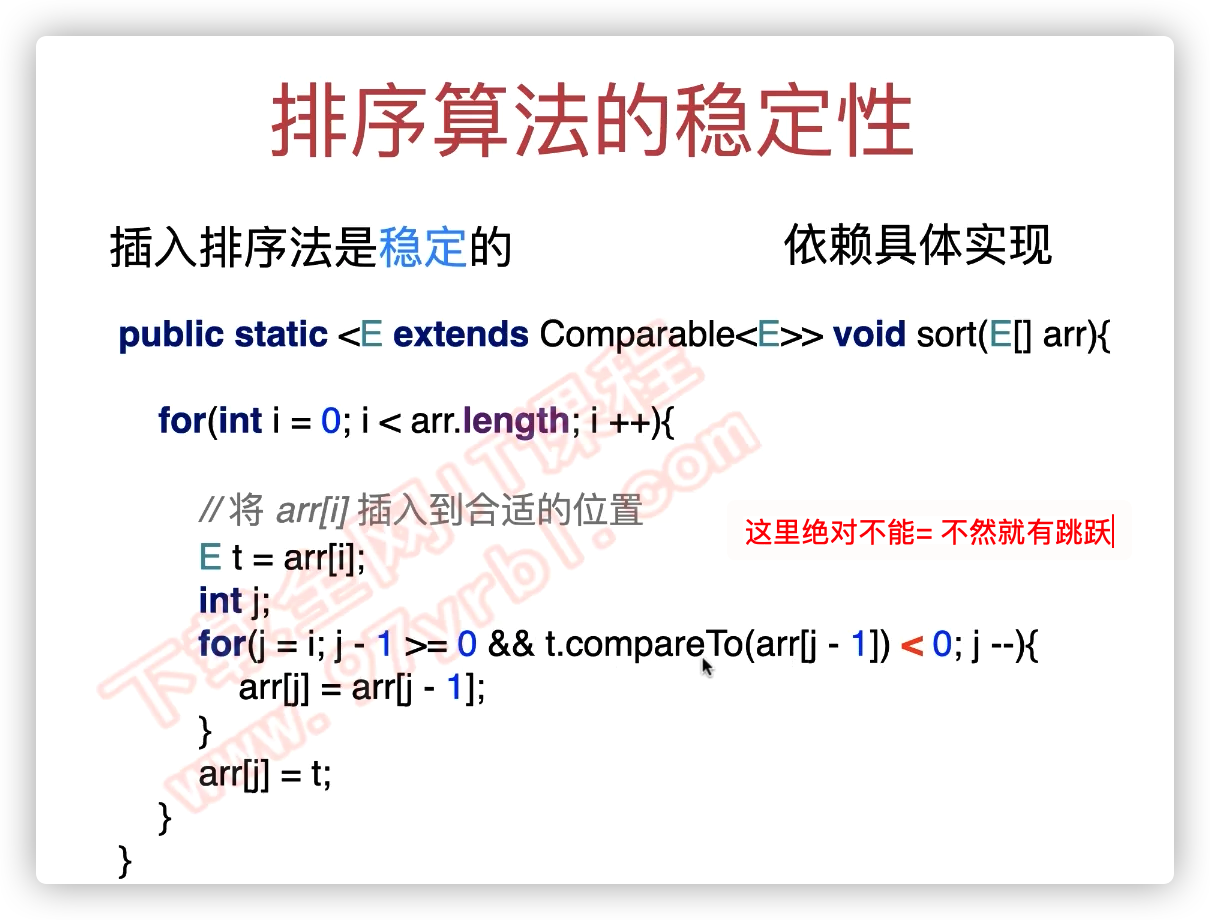 排序算法的稳定性
插入排序法是稳定的
依赖具体实现
public static <E extends Comparable<E>> void sort(E[] arr){
for(int i = 0; i < arr.length; i ++){
//将 arr[i] 插入到合适的位置
这里绝对不能= 不然就有跳跃
E t = arr[i];
int j;
for(j = i; j - 1 >= 0 && t.compareTo(arr[j - 1]) < 0; j --){
arr[j] = arr[j - 1];
}
arr[j] = t;
}
}
下载全网IT课程
www.97yrbl.com